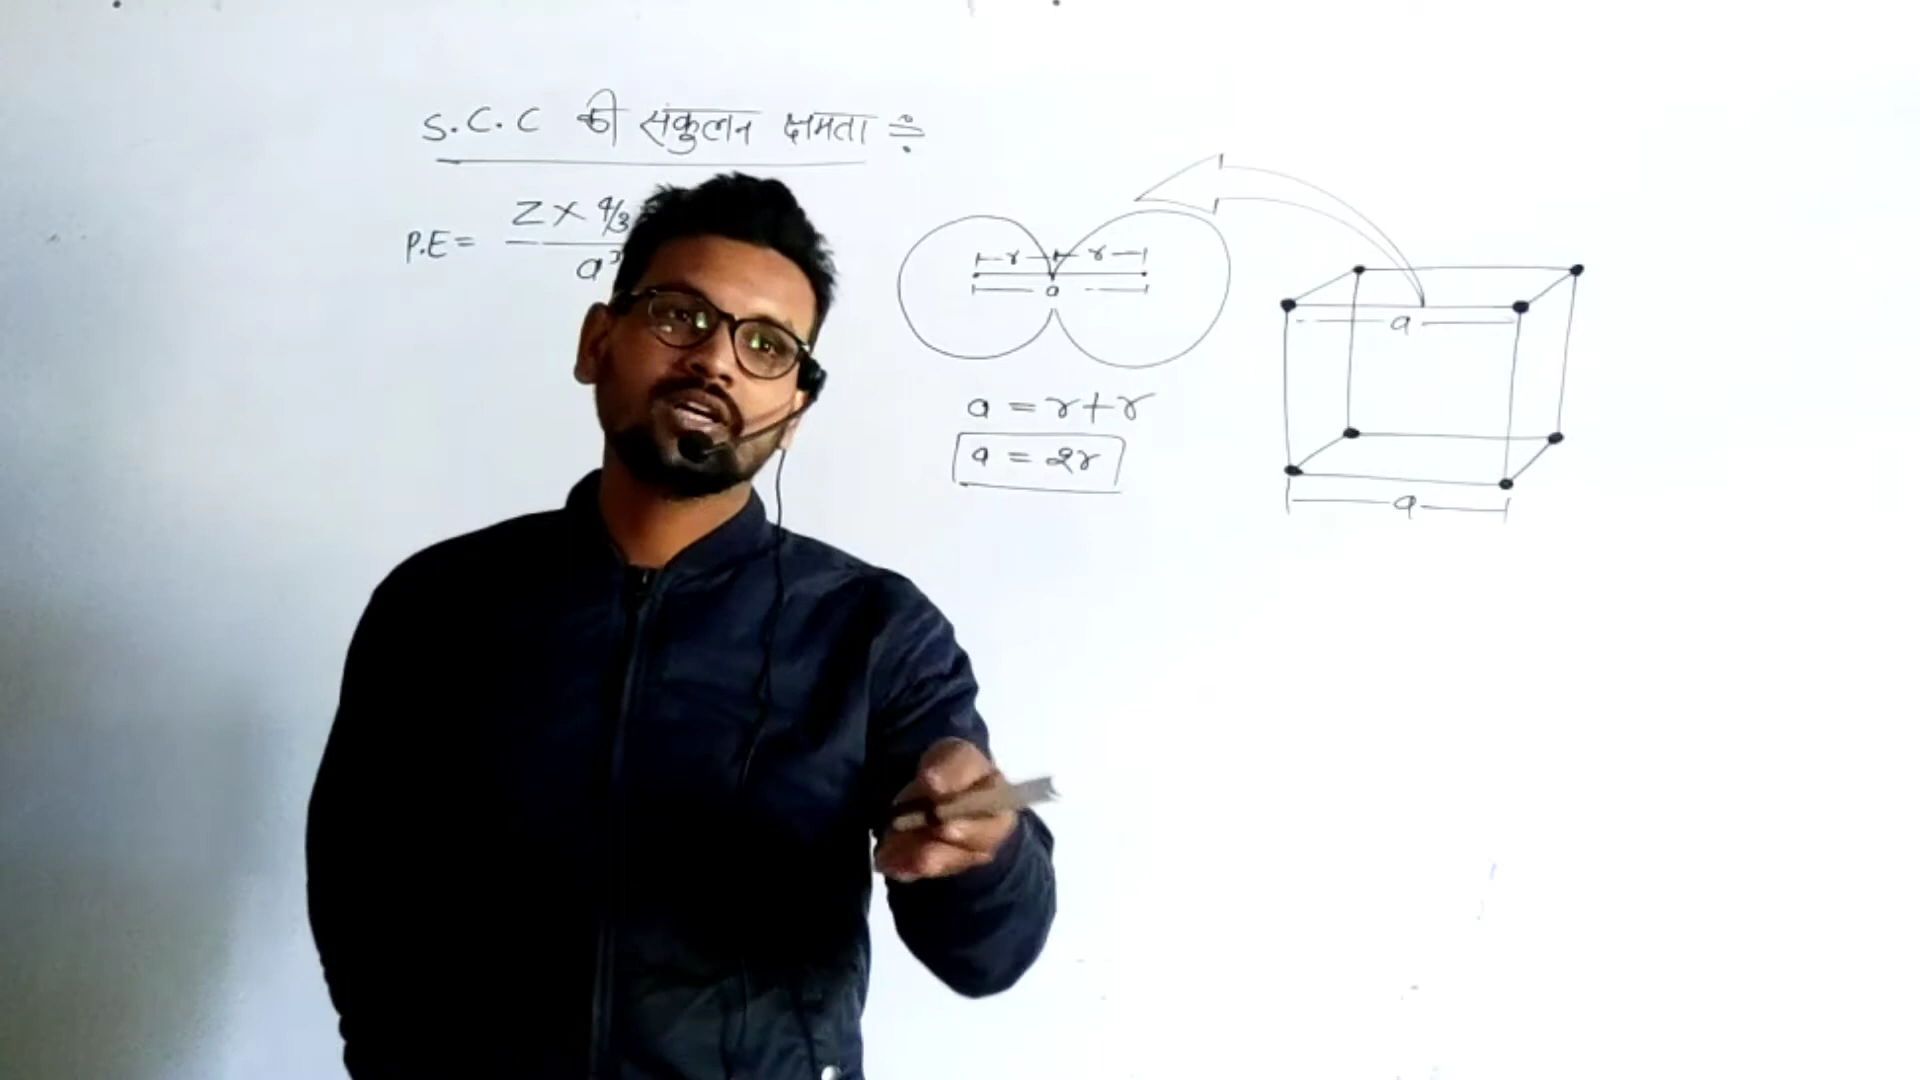 S.C.C की संकुलन क्षमता ÷
P.E = Z × 4/3
a³
r r
a
a = r + r
a = 2r
a
a